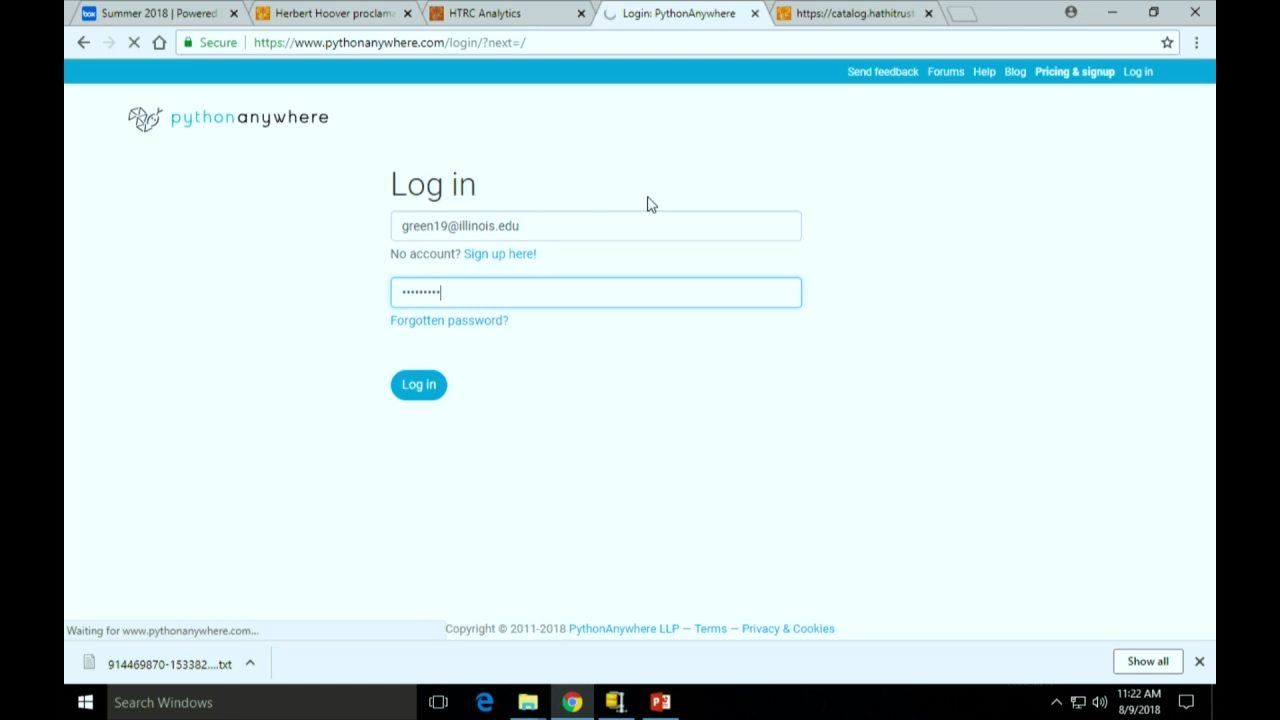 Summer 2018 | Powered
Herbert Hoover proclama
HTRC Analytics
Login: PythonAnywhere
https://catalog.hathitrust
Secure
https://www.pythonanywhere.com/login/?next=/
Send feedback Forums Help Blog Pricing & signup Log in
pythonanywhere
Log in
green19@illinois.edu
No account? Sign up here!
•••••••••
Forgotten password?
Log in
Waiting for www.pythonanywhere.com...
Copyright © 2011-2018 PythonAnywhere LLP — Terms — Privacy & Cookies
914469870-153382....txt
Show all
Search Windows
11:22 AM
8/9/2018